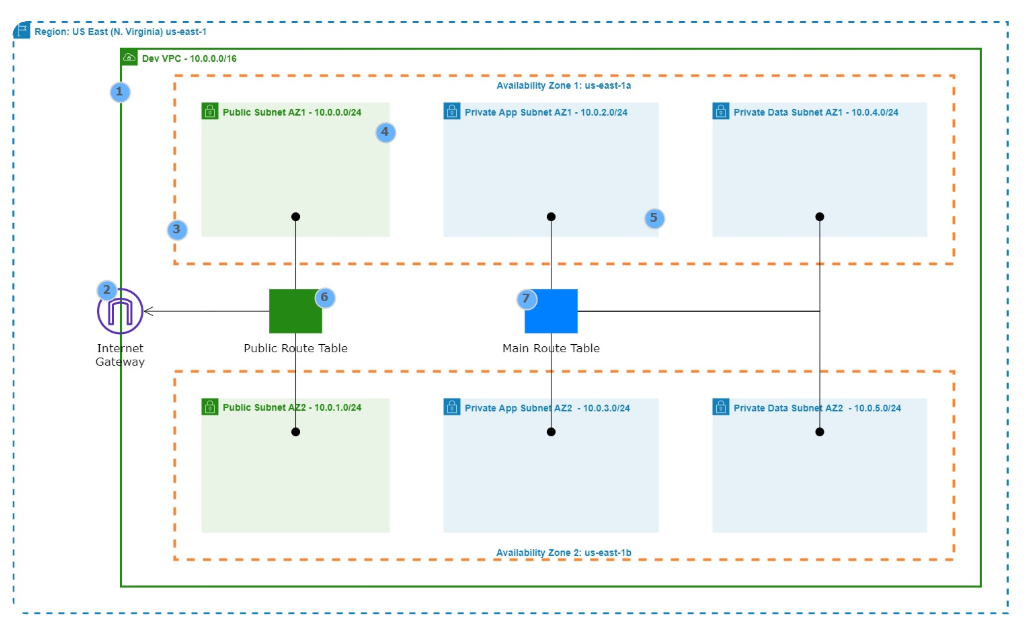 Region: US East (N. Virginia) us-east-1
Dev VPC - 10.0.0.0/16
1
Availability Zone 1: us-east-1a
Public Subnet AZ1 - 10.0.0.0/24
Private App Subnet AZ1 - 10.0.2.0/24
Private Data Subnet AZ1 - 10.0.4.0/24
4
5
3
2
6
7
Internet
Gateway
Public Route Table
Main Route Table
Public Subnet AZ2 - 10.0.1.0/24
Private App Subnet AZ2 - 10.0.3.0/24
Private Data Subnet AZ2 - 10.0.5.0/24
Availability Zone 2: us-east-1b